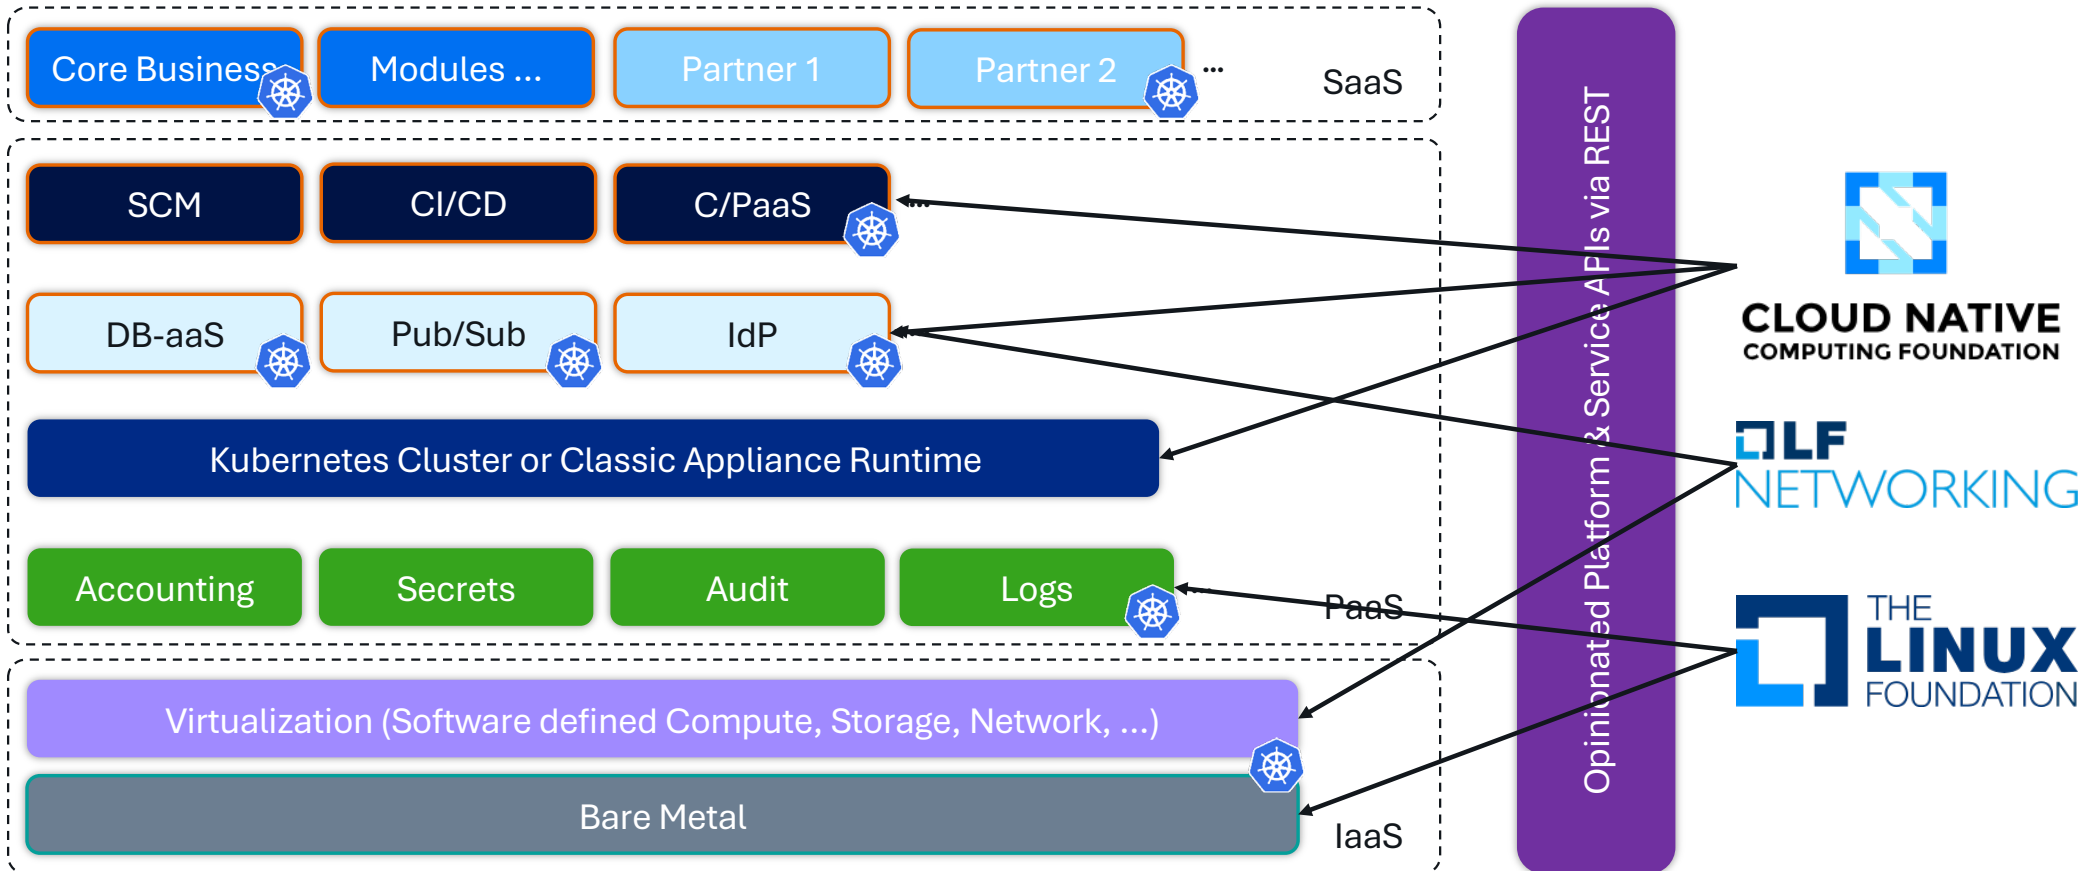 Core Business
Modules ...
Partner 1
Partner 2
...
SaaS
SCM
CI/CD
C/PaaS
...
DB-aaS
Pub/Sub
IdP
...
Kubernetes Cluster or Classic Appliance Runtime
Accounting
Secrets
Audit
Logs
...
PaaS
Virtualization (Software defined Compute, Storage, Network, ...)
Bare Metal
IaaS
Opinionated Platform & Service APIs via REST
CLOUD NATIVE
COMPUTING FOUNDATION
LF
NETWORKING
THE
LINUX
FOUNDATION